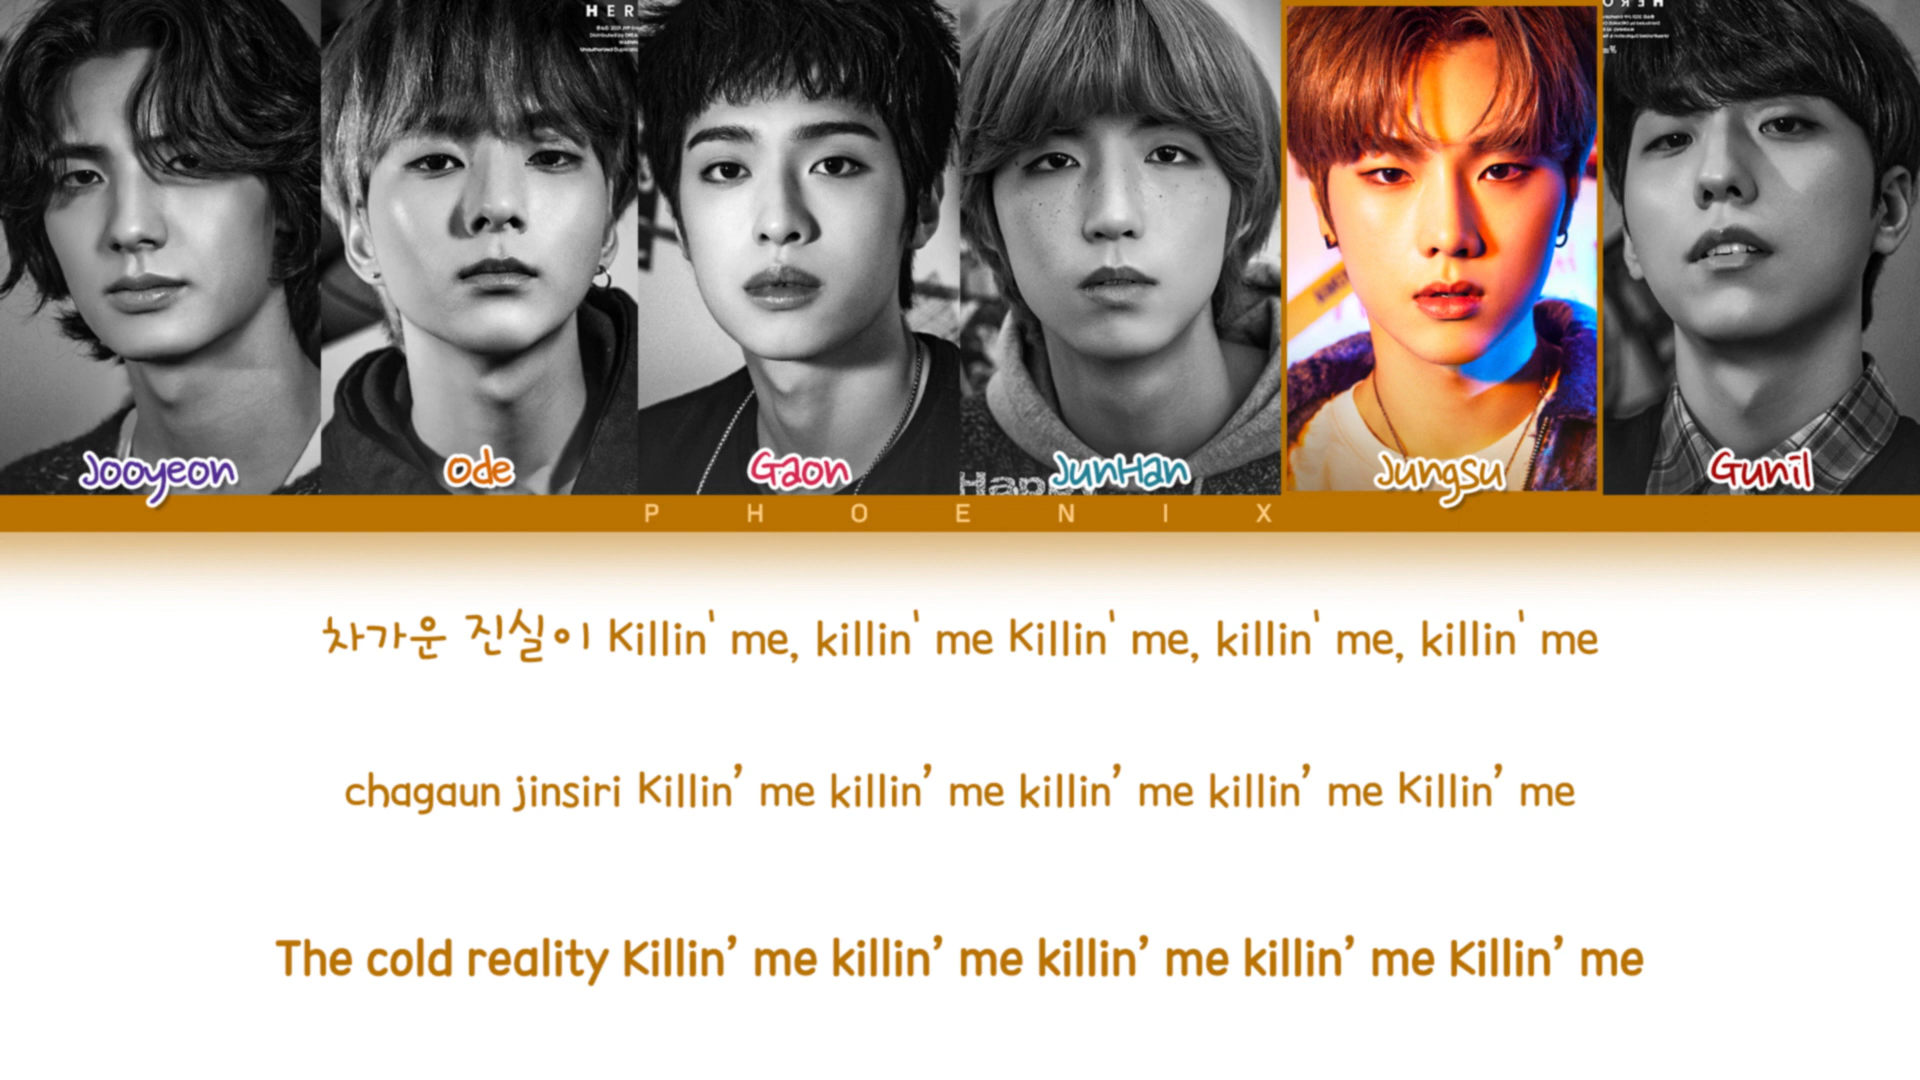 HER
Jooyeon
Ode
Gaon
JunHan
Jungsu
Gunil
PHOENIX
차가운 진실이 Killin' me, killin' me Killin' me, killin' me, killin' me
chagaun jinsiri Killin’ me killin’ me killin’ me killin’ me Killin’ me
The cold reality Killin’ me killin’ me killin’ me killin’ me Killin’ me